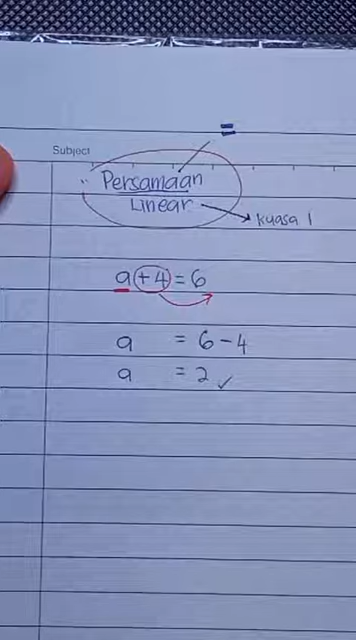 =
Subject
Persamaan
Linear
kuasa 1
a + 4 = 6
a = 6 - 4
a = 2 ✓